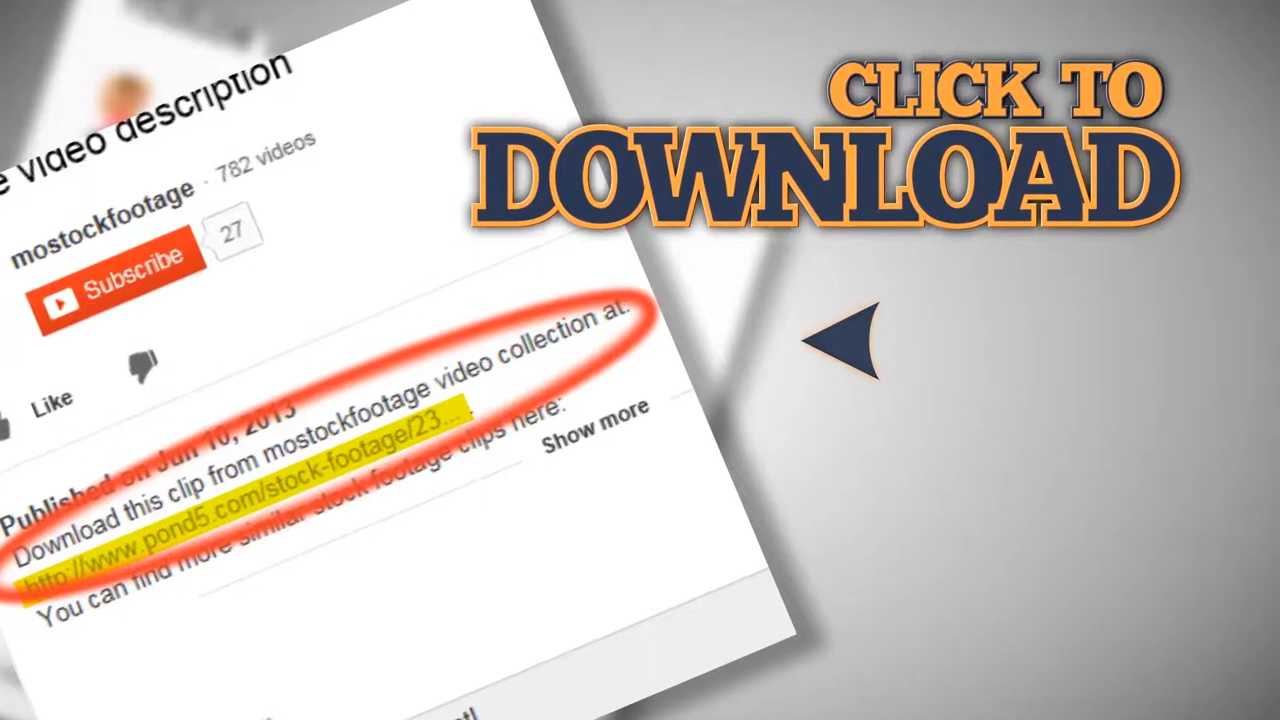 CLICK TO
DOWNLOAD
e video description
mostockfootage · 782 videos
Subscribe
27
Like
Published on Jun 10, 2013
Download this clip from mostockfootage video collection at:
http://www.pond5.com/stock-footage/23...
You can find more similar stock footage clips here:
Show more